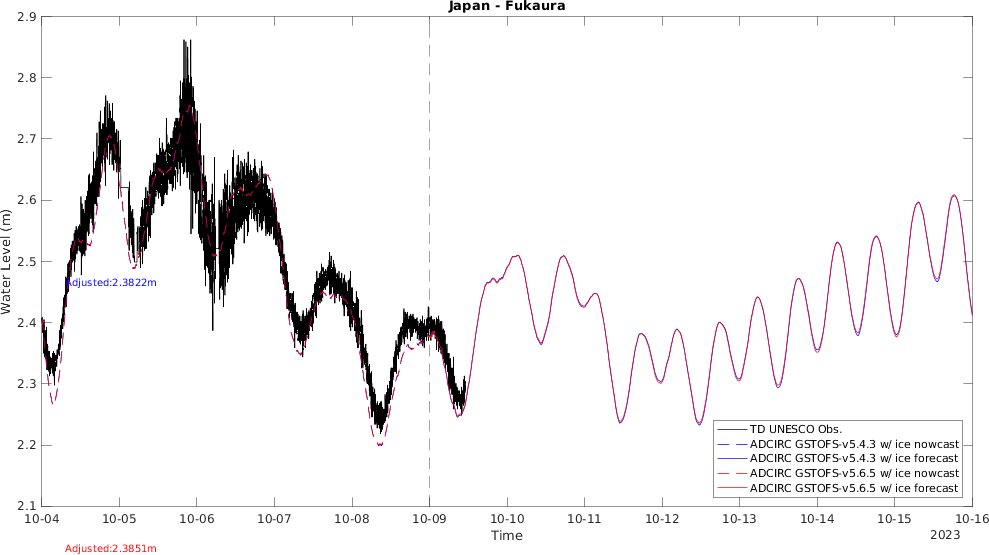 Japan - Fukaura
2.9
2.8
2.7
2.6
2.5
2.4
2.3
2.2
2.1
Water Level (m)
Adjusted:2.3822m
TD UNESCO Obs.
ADCIRC GSTOFS-v5.4.3 w/ ice nowcast
ADCIRC GSTOFS-v5.4.3 w/ ice forecast
ADCIRC GSTOFS-v5.6.5 w/ ice nowcast
ADCIRC GSTOFS-v5.6.5 w/ ice forecast
10-04 10-05 10-06 10-07 10-08 10-09 10-10 10-11 10-12 10-13 10-14 10-15 10-16
Time
2023
Adjusted:2.3851m